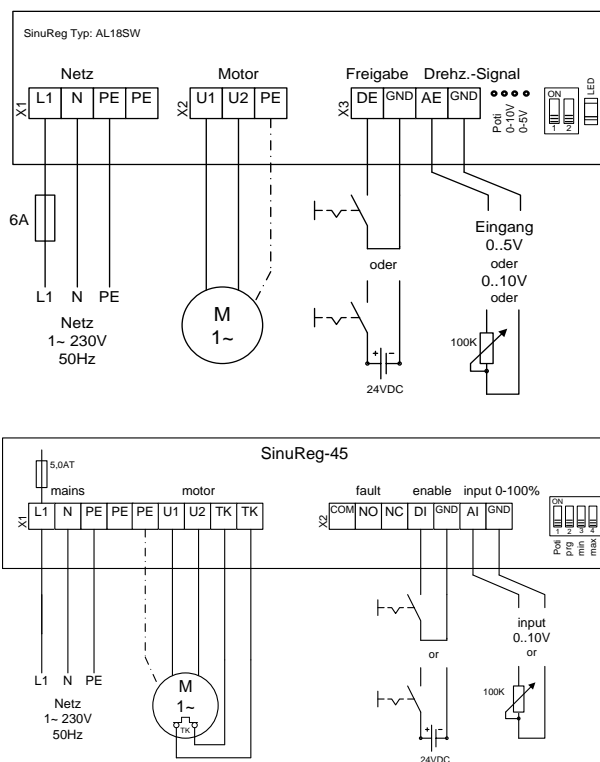 SinuReg Typ: AL18SW
Netz Motor Freigabe Drehz.-Signal
X1 L1 N PE PE X2 U1 U2 PE X3 DE GND AE GND
Poti
0-10V
0-5V
ON
1 2
LED
6A
L1 N PE
Netz
1~ 230V
50Hz
M
1~
oder
+ -
24VDC
Eingang
0..5V
oder
0..10V
oder
100K
SinuReg-45
5,0AT
mains motor fault enable input 0-100%
X1 L1 N PE PE PE U1 U2 TK TK X2 COM NO NC DI GND AI GND
ON
1 2 3 4
Poti
prg
min
max
L1 N PE
Netz
1~ 230V
50Hz
M
1~
TK
or
+ -
24VDC
input
0..10V
or
100K